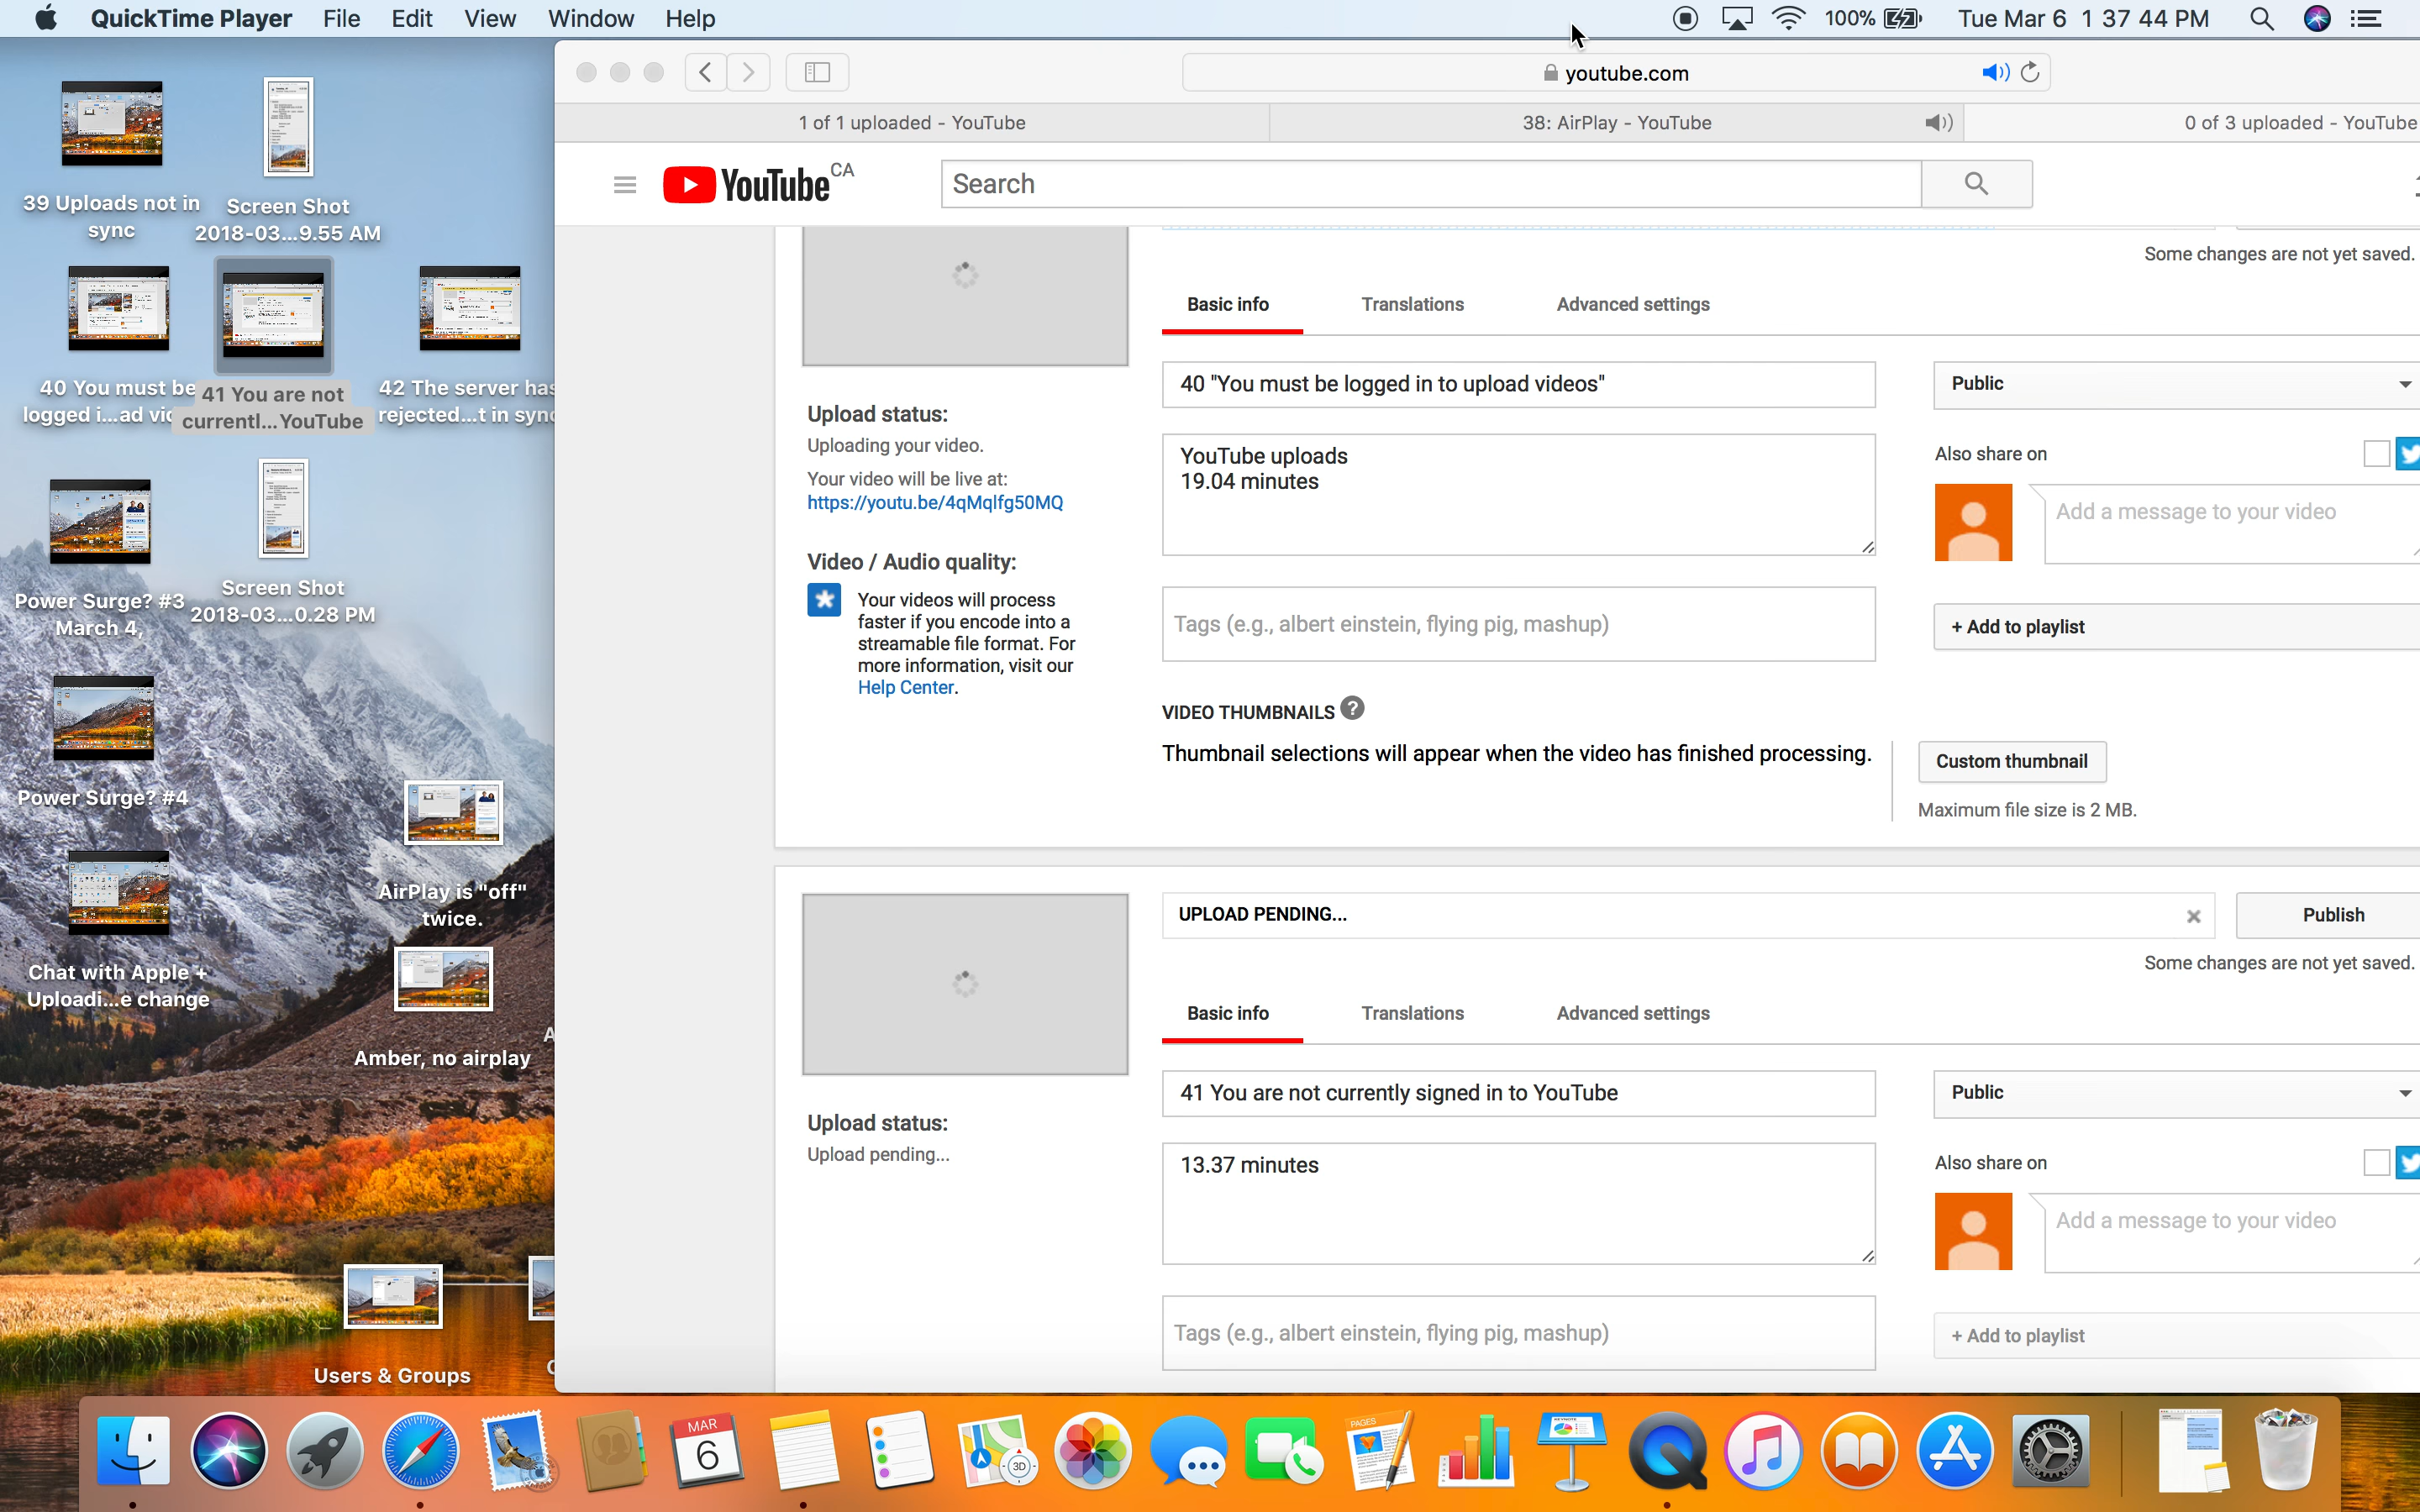 QuickTime Player File Edit View Window Help
100% Tue Mar 6 1 37 44 PM
youtube.com
1 of 1 uploaded - YouTube
38: AirPlay - YouTube
0 of 3 uploaded - YouTube
YouTube CA
Search
Some changes are not yet saved.
Basic info Translations Advanced settings
40 "You must be logged in to upload videos"
Public
Upload status:
Uploading your video.
Your video will be live at:
https://youtu.be/4qMqlfg50MQ
YouTube uploads
19.04 minutes
Also share on
Add a message to your video
Video / Audio quality:
Your videos will process
faster if you encode into a
streamable file format. For
more information, visit our
Help Center.
Tags (e.g., albert einstein, flying pig, mashup)
+ Add to playlist
VIDEO THUMBNAILS ?
Thumbnail selections will appear when the video has finished processing.
Custom thumbnail
Maximum file size is 2 MB.
UPLOAD PENDING...
Publish
Some changes are not yet saved.
Basic info Translations Advanced settings
41 You are not currently signed in to YouTube
Public
Upload status:
Upload pending...
13.37 minutes
Also share on
Add a message to your video
Tags (e.g., albert einstein, flying pig, mashup)
+ Add to playlist
39 Uploads not in
sync
Screen Shot
2018-03...9.55 AM
40 You must be
logged i...ad vic
41 You are not
currentl...YouTube
42 The server has
rejected...t in sync
Power Surge? #3
March 4,
Screen Shot
2018-03...0.28 PM
Power Surge? #4
AirPlay is "off"
twice.
Chat with Apple +
Uploadi...e change
Amber, no airplay
Users & Groups
MAR
6
3D
PAGES
KEYNOTE